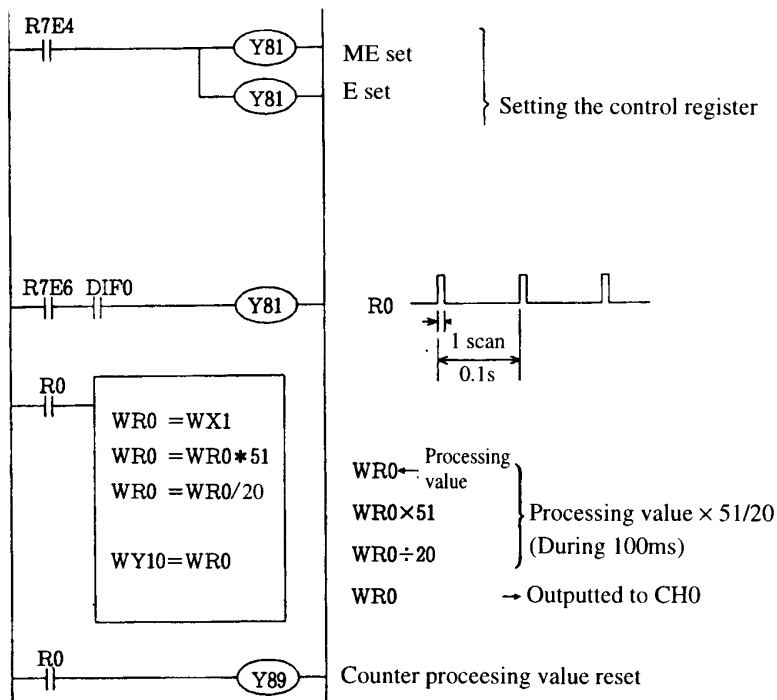 R7E4
Y81 ME set
Y81 E set
Setting the control register
R7E6 DIF0
Y81
R0
1 scan
0.1s
R0
WR0 =WX1
WR0 =WR0*51
WR0 =WR0/20
WY10=WR0
WR0← Processing value
WR0×51
WR0÷20
Processing value × 51/20
(During 100ms)
WR0 → Outputted to CH0
R0
Y89 Counter proceesing value reset